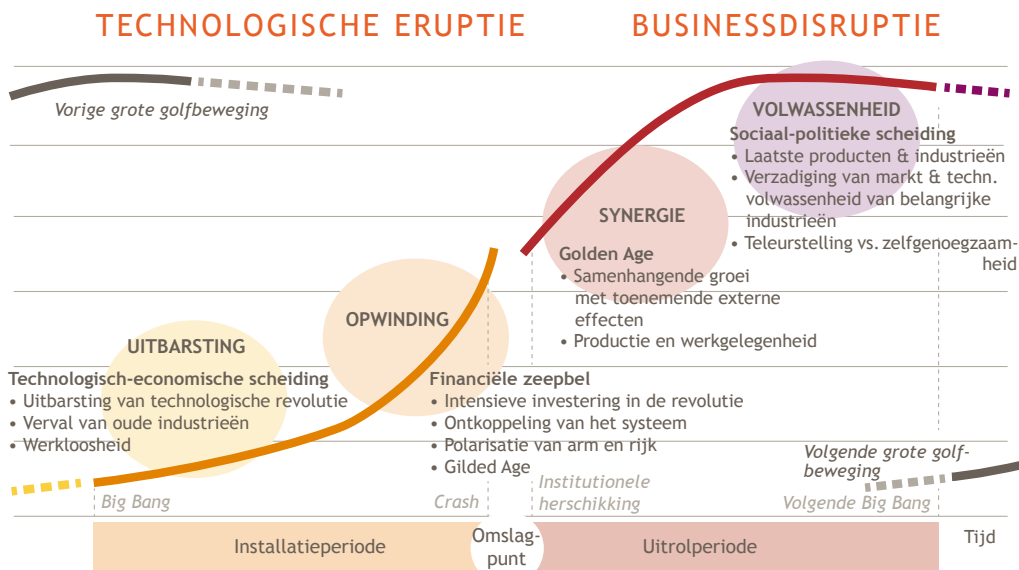 TECHNOLOGISCHE ERUPTIE
BUSINESSDISRUPTIE
Vorige grote golfbeweging
VOLWASSENHEID
Sociaal-politieke scheiding
• Laatste producten & industrieën
• Verzadiging van markt & techn.
volwassenheid van belangrijke
industrieën
• Teleurstelling vs. zelfgenoegzaam-
heid
SYNERGIE
Golden Age
• Samenhangende groei
met toenemende externe
effecten
• Productie en werkgelegenheid
OPWINDING
Financiële zeepbel
• Intensieve investering in de revolutie
• Ontkoppeling van het systeem
• Polarisatie van arm en rijk
• Gilded Age
UITBARSTING
Technologisch-economische scheiding
• Uitbarsting van technologische revolutie
• Verval van oude industrieën
• Werkloosheid
Volgende grote golf-
beweging
Big Bang
Crash
Institutionele
herschikking
Volgende Big Bang
Installatieperiode
Omslag-
punt
Uitrolperiode
Tijd